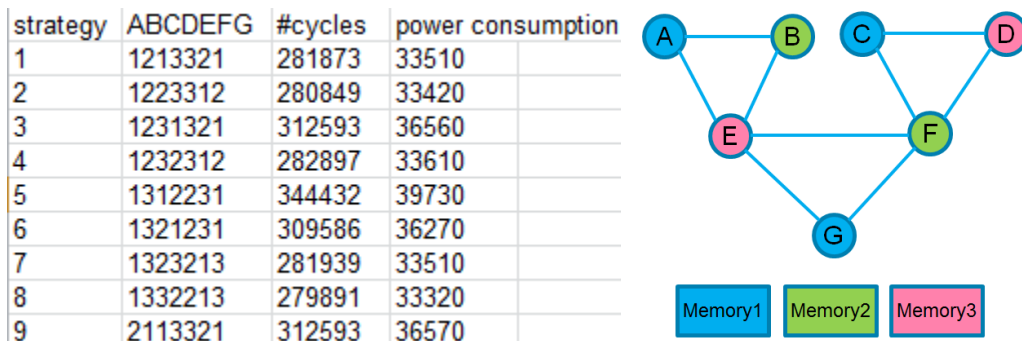 strategy ABCDEFG #cycles power consumption
1 1213321 281873 33510
2 1223312 280849 33420
3 1231321 312593 36560
4 1232312 282897 33610
5 1312231 344432 39730
6 1321231 309586 36270
7 1323213 281939 33510
8 1332213 279891 33320
9 2113321 312593 36570
A B C D
E F
G
Memory1 Memory2 Memory3